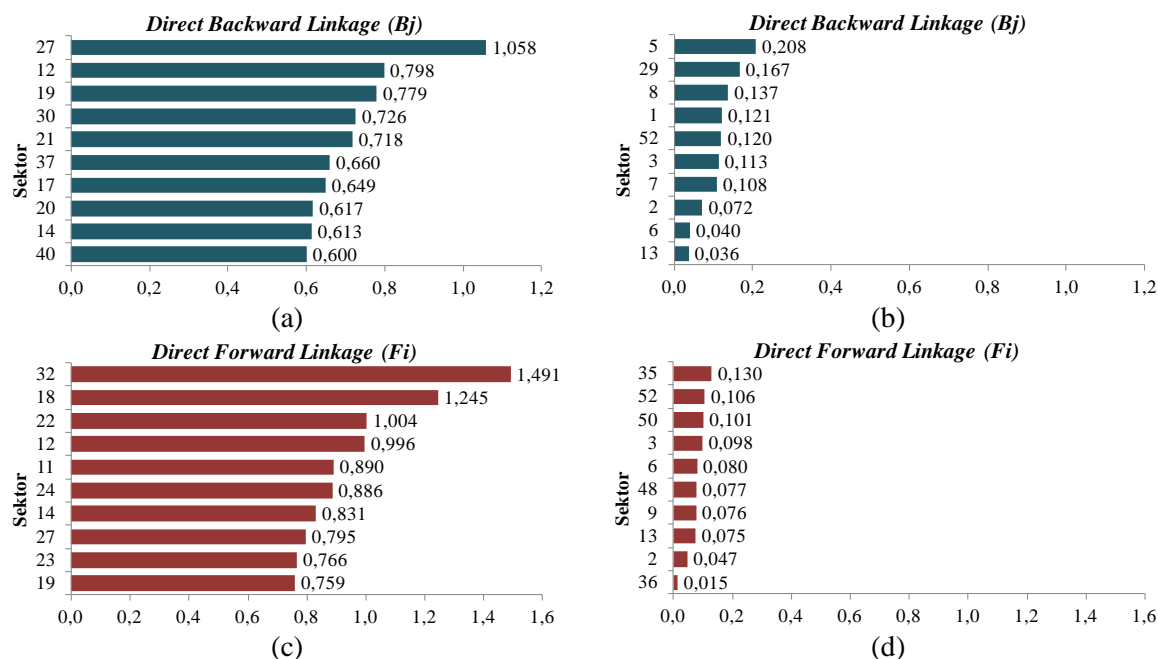 Direct Backward Linkage (Bj)
Sektor
27 1,058
12 0,798
19 0,779
30 0,726
21 0,718
37 0,660
17 0,649
20 0,617
14 0,613
40 0,600
0,0 0,2 0,4 0,6 0,8 1,0 1,2
(a)
Direct Backward Linkage (Bj)
Sektor
5 0,208
29 0,167
8 0,137
1 0,121
52 0,120
3 0,113
7 0,108
2 0,072
6 0,040
13 0,036
0,0 0,2 0,4 0,6 0,8 1,0 1,2
(b)
Direct Forward Linkage (Fi)
Sektor
32 1,491
18 1,245
22 1,004
12 0,996
11 0,890
24 0,886
14 0,831
27 0,795
23 0,766
19 0,759
0,0 0,2 0,4 0,6 0,8 1,0 1,2 1,4 1,6
(c)
Direct Forward Linkage (Fi)
Sektor
35 0,130
52 0,106
50 0,101
3 0,098
6 0,080
48 0,077
9 0,076
13 0,075
2 0,047
36 0,015
0,0 0,2 0,4 0,6 0,8 1,0 1,2 1,4 1,6
(d)